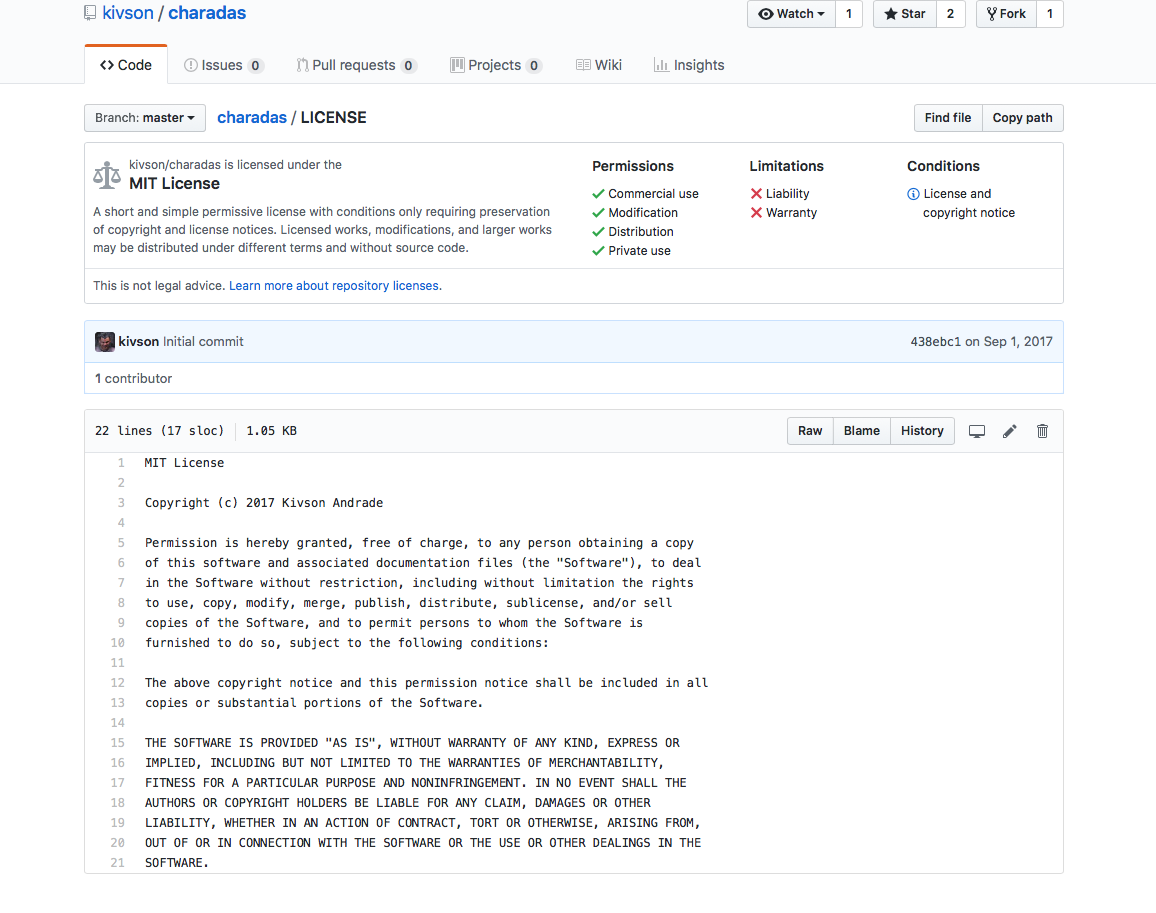 kivson / charadas
Watch 1 Star 2 Fork 1
Code Issues 0 Pull requests 0 Projects 0 Wiki Insights
Branch: master charadas / LICENSE Find file Copy path
kivson/charadas is licensed under the
MIT License
A short and simple permissive license with conditions only requiring preservation
of copyright and license notices. Licensed works, modifications, and larger works
may be distributed under different terms and without source code.
Permissions
Commercial use
Modification
Distribution
Private use
Limitations
Liability
Warranty
Conditions
License and
copyright notice
This is not legal advice. Learn more about repository licenses.
kivson Initial commit 438ebc1 on Sep 1, 2017
1 contributor
22 lines (17 sloc) 1.05 KB Raw Blame History
1 MIT License
2
3 Copyright (c) 2017 Kivson Andrade
4
5 Permission is hereby granted, free of charge, to any person obtaining a copy
6 of this software and associated documentation files (the "Software"), to deal
7 in the Software without restriction, including without limitation the rights
8 to use, copy, modify, merge, publish, distribute, sublicense, and/or sell
9 copies of the Software, and to permit persons to whom the Software is
10 furnished to do so, subject to the following conditions:
11
12 The above copyright notice and this permission notice shall be included in all
13 copies or substantial portions of the Software.
14
15 THE SOFTWARE IS PROVIDED "AS IS", WITHOUT WARRANTY OF ANY KIND, EXPRESS OR
16 IMPLIED, INCLUDING BUT NOT LIMITED TO THE WARRANTIES OF MERCHANTABILITY,
17 FITNESS FOR A PARTICULAR PURPOSE AND NONINFRINGEMENT. IN NO EVENT SHALL THE
18 AUTHORS OR COPYRIGHT HOLDERS BE LIABLE FOR ANY CLAIM, DAMAGES OR OTHER
19 LIABILITY, WHETHER IN AN ACTION OF CONTRACT, TORT OR OTHERWISE, ARISING FROM,
20 OUT OF OR IN CONNECTION WITH THE SOFTWARE OR THE USE OR OTHER DEALINGS IN THE
21 SOFTWARE.